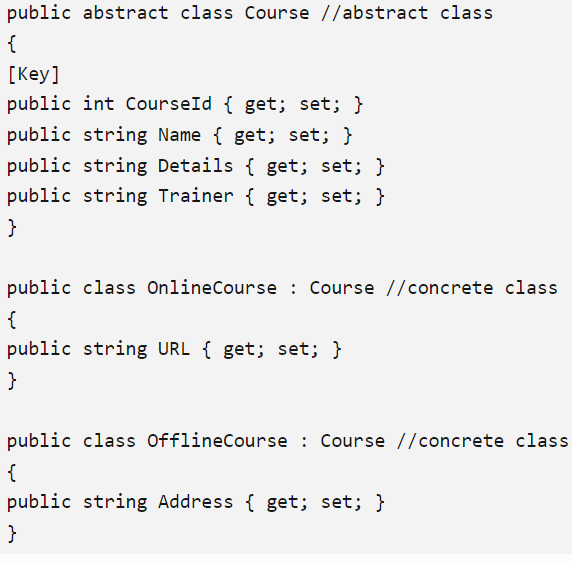 public abstract class Course //abstract class
{
[Key]
public int CourseId { get; set; }
public string Name { get; set; }
public string Details { get; set; }
public string Trainer { get; set; }
}

public class OnlineCourse : Course //concrete class
{
public string URL { get; set; }
}

public class OfflineCourse : Course //concrete class
{
public string Address { get; set; }
}